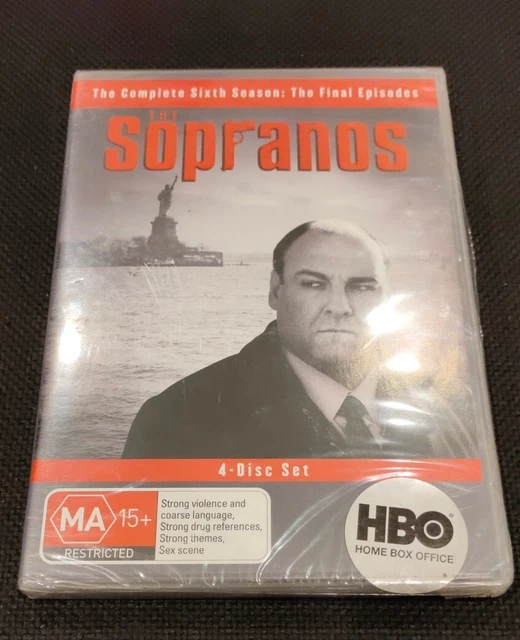 The Complete Sixth Season: The Final Episodes
THE
Sopranos
4-Disc Set
MA 15+
RESTRICTED
Strong violence and
coarse language,
Strong drug references,
Strong themes,
Sex scene
HBO
HOME BOX OFFICE